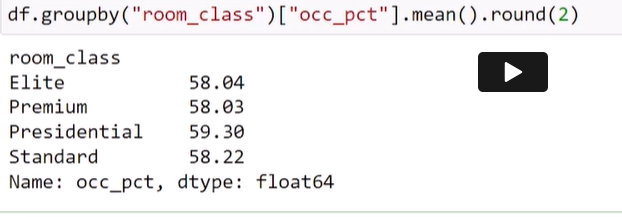 df.groupby("room_class")["occ_pct"].mean().round(2)
room_class
Elite 58.04
Premium 58.03
Presidential 59.30
Standard 58.22
Name: occ_pct, dtype: float64